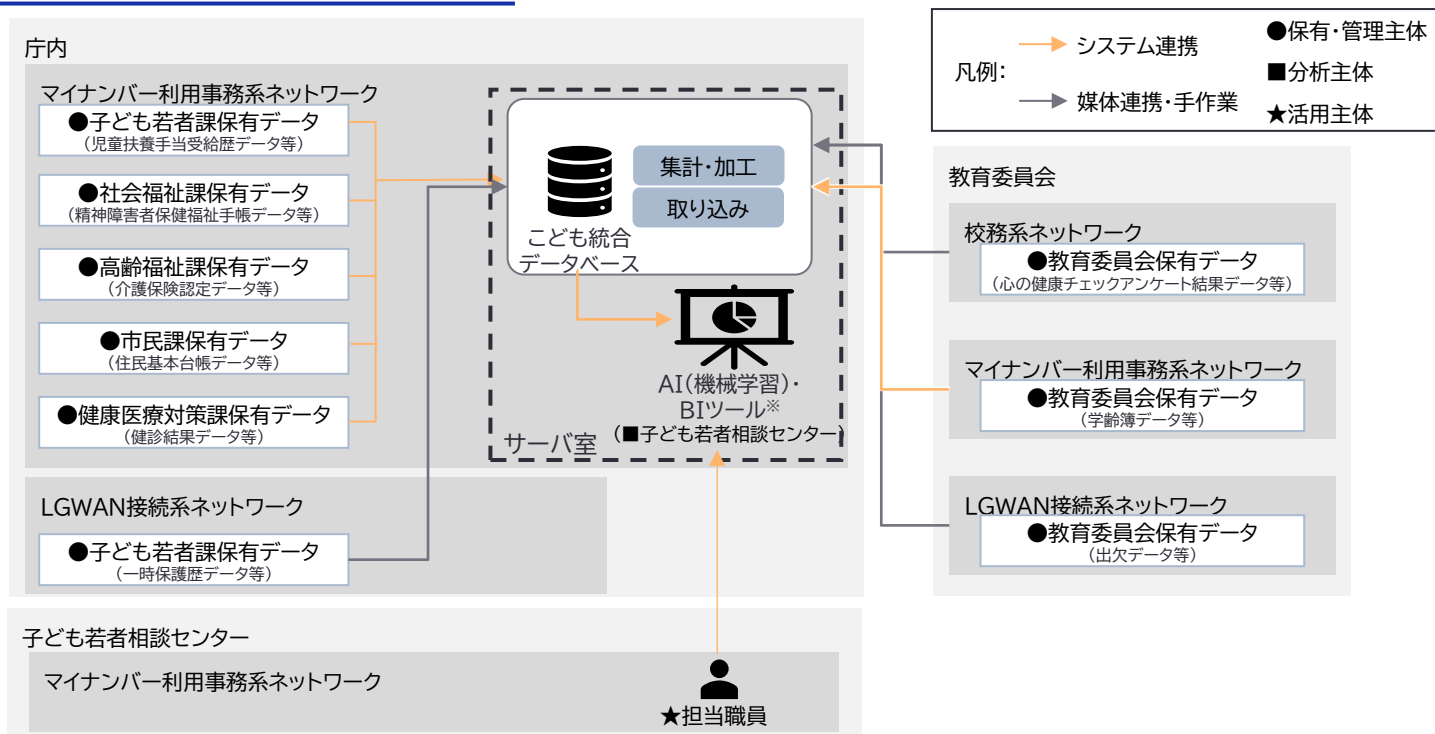 庁内
マイナンバー利用事務系ネットワーク
●子ども若者課保有データ
(児童扶養手当受給歴データ等)
●社会福祉課保有データ
(精神障害者保健福祉手帳データ等)
●高齢福祉課保有データ
(介護保険認定データ等)
●市民課保有データ
(住民基本台帳データ等)
●健康医療対策課保有データ
(健診結果データ等)
集計・加工
取り込み
こども統合
データベース
AI(機械学習)・
BIツール※
(■子ども若者相談センター)
サーバ室
LGWAN接続系ネットワーク
●子ども若者課保有データ
(一時保護歴データ等)
子ども若者相談センター
マイナンバー利用事務系ネットワーク
★担当職員
凡例:
システム連携
媒体連携・手作業
●保有・管理主体
■分析主体
★活用主体
教育委員会
校務系ネットワーク
●教育委員会保有データ
(心の健康チェックアンケート結果データ等)
マイナンバー利用事務系ネットワーク
●教育委員会保有データ
(学齢簿データ等)
LGWAN接続系ネットワーク
●教育委員会保有データ
(出欠データ等)